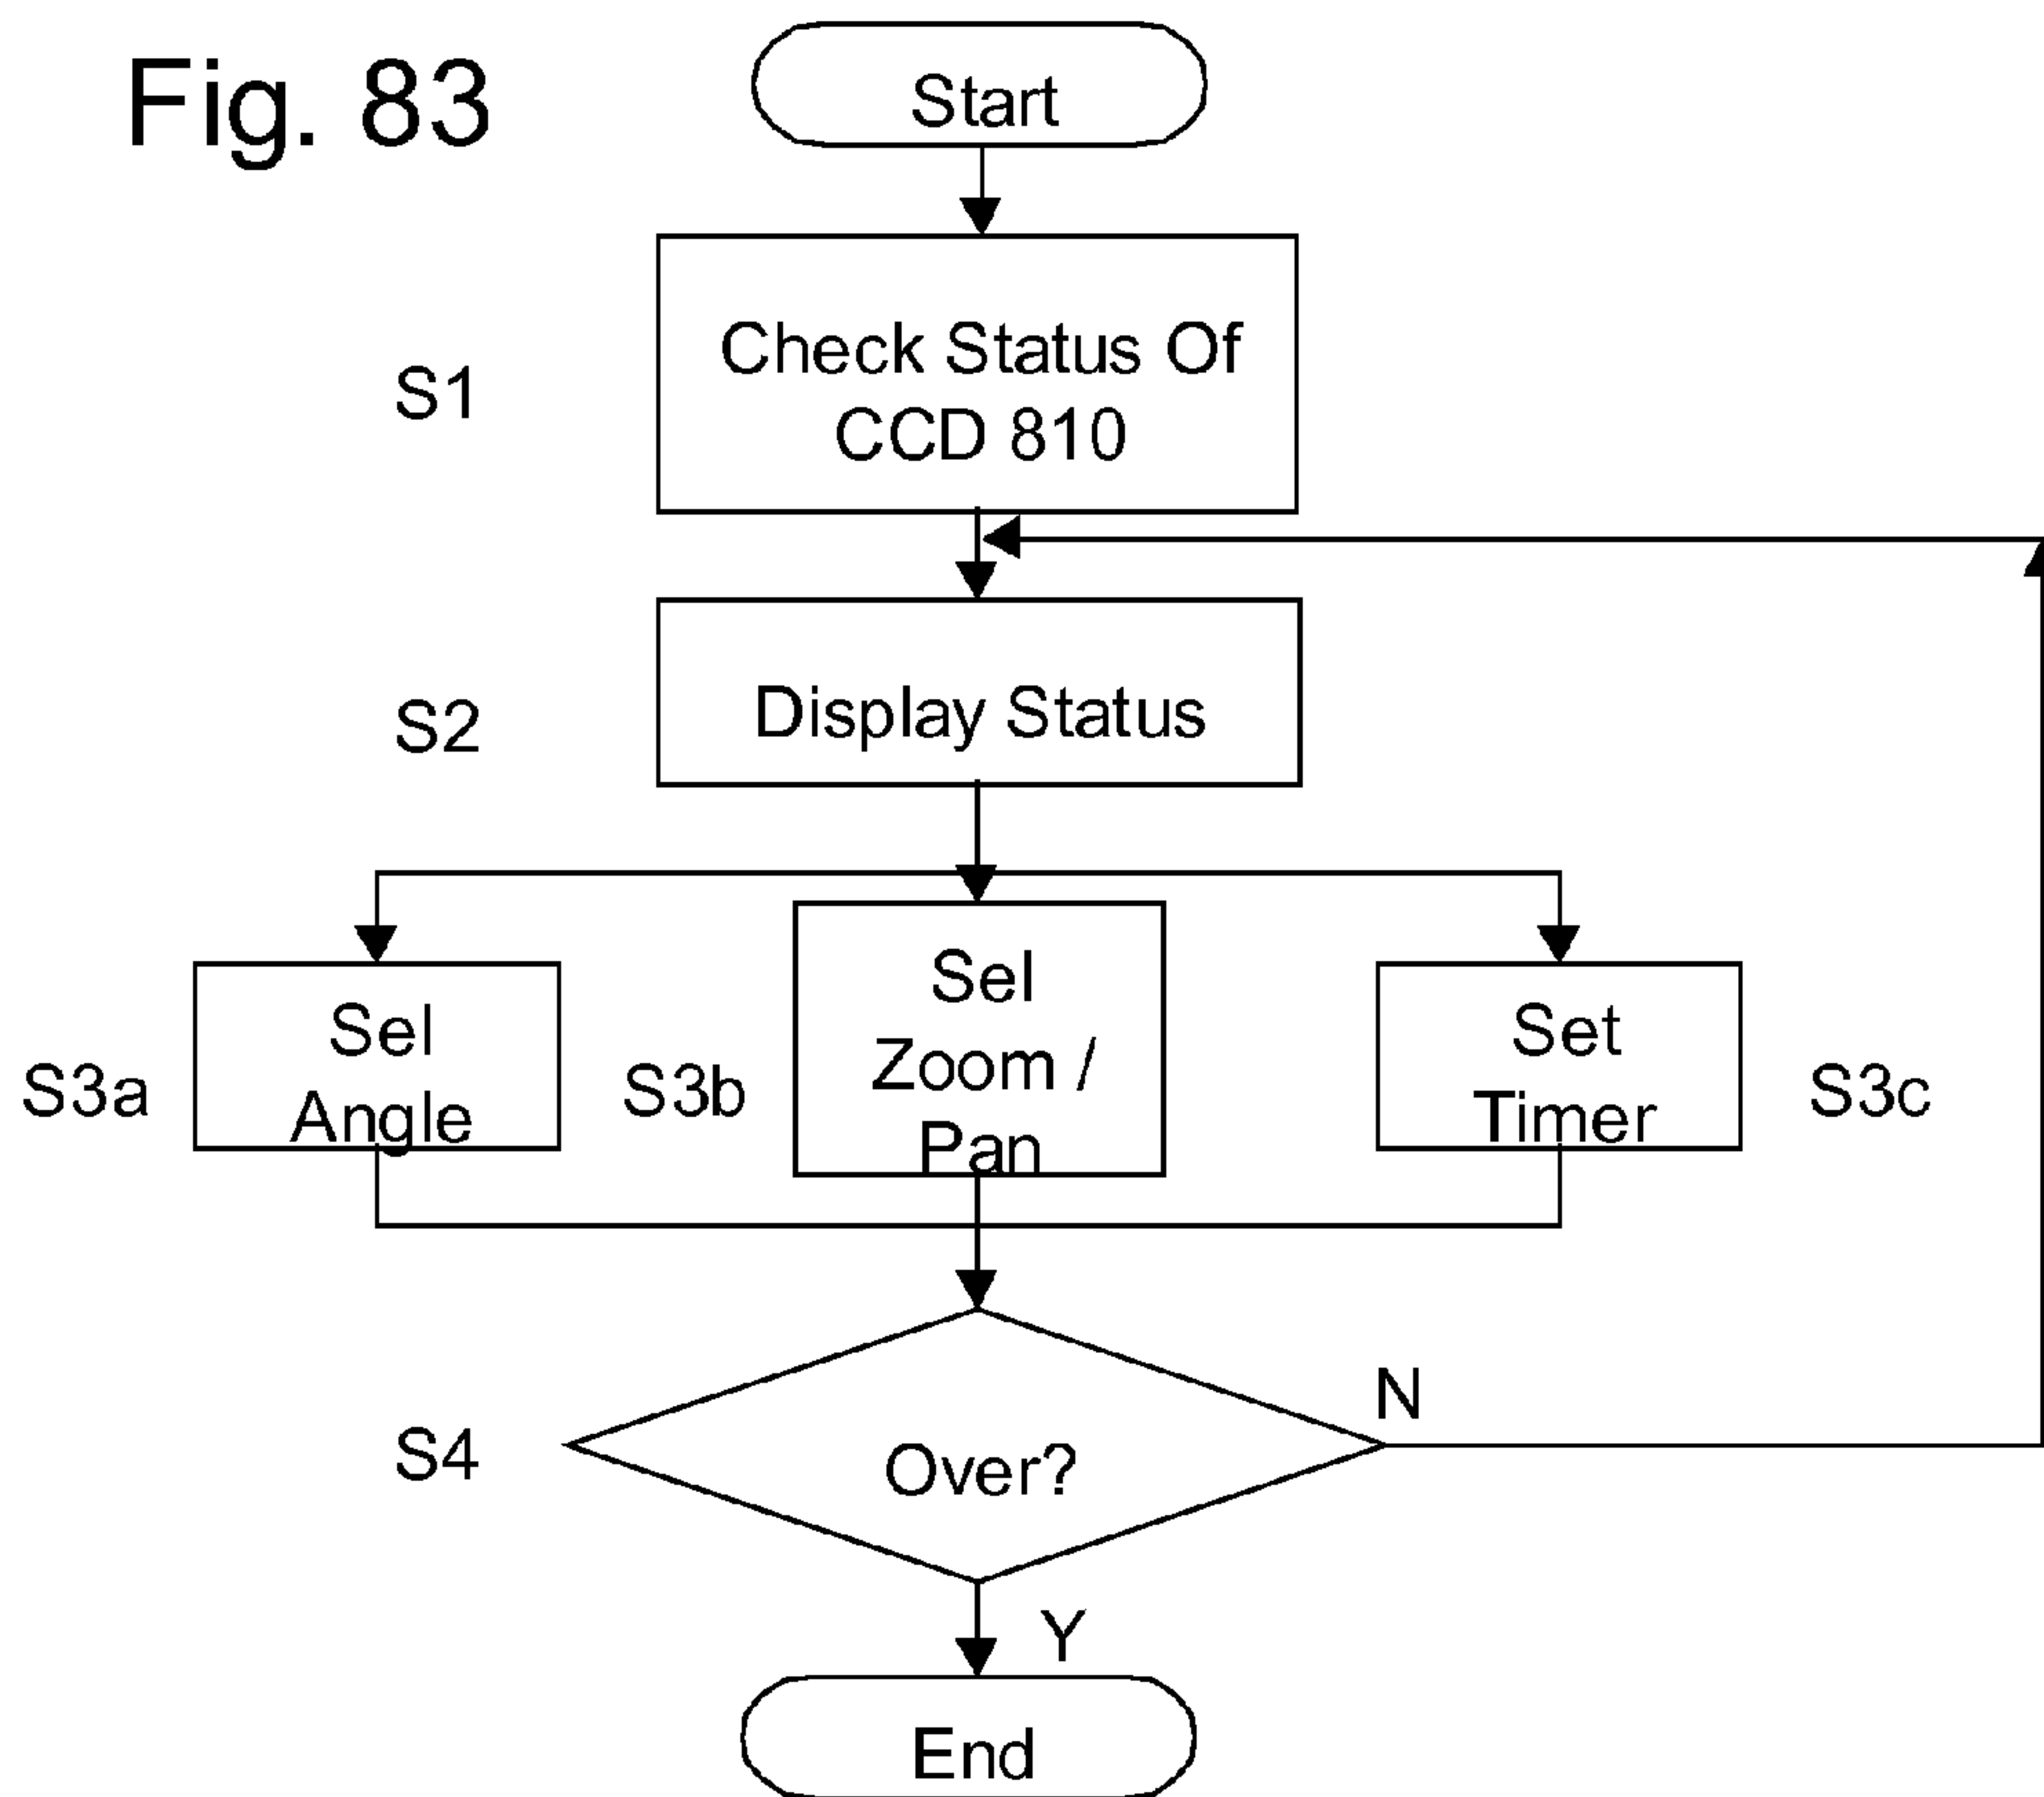 Fig. 83
Start
S1
Check Status Of
CCD 810
S2
Display Status
S3a
Sel
Angle
S3b
Sel
Zoom /
Pan
Set
Timer
S3c
S4
Over?
N
Y
End